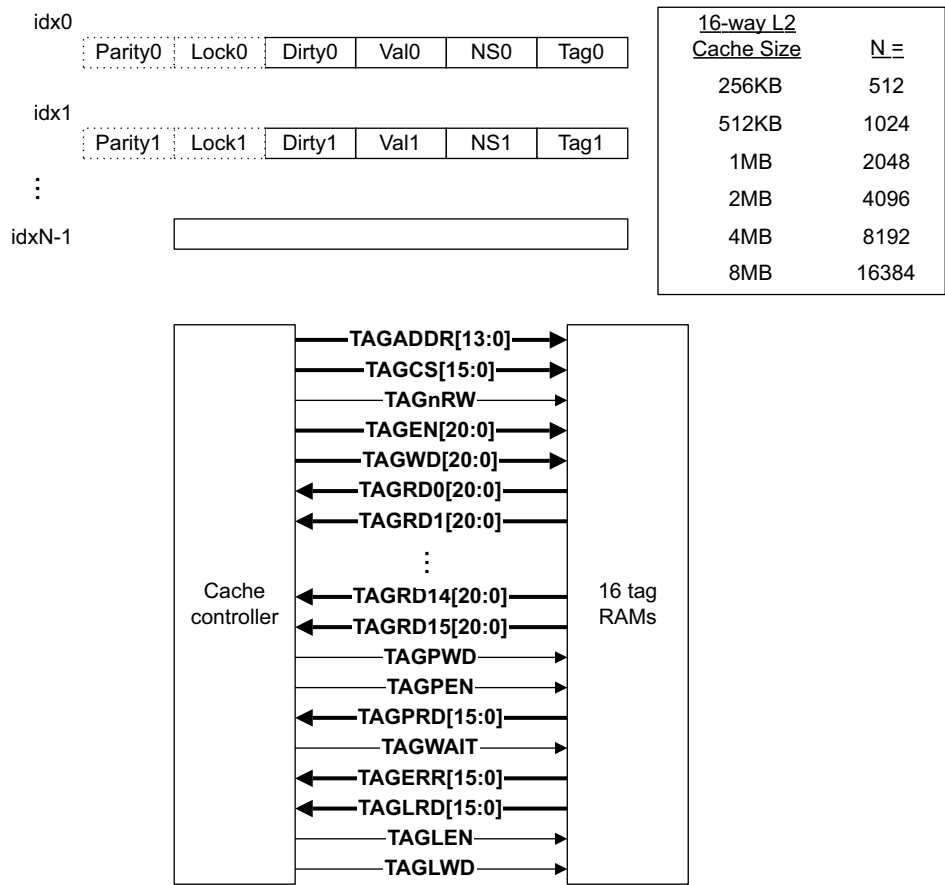 idx0
Parity0 Lock0 Dirty0 Val0 NS0 Tag0
idx1
Parity1 Lock1 Dirty1 Val1 NS1 Tag1
⋮
idxN-1
16-way L2
Cache Size N =
256KB 512
512KB 1024
1MB 2048
2MB 4096
4MB 8192
8MB 16384
Cache
controller
TAGADDR[13:0]
TAGCS[15:0]
TAGnRW
TAGEN[20:0]
TAGWD[20:0]
TAGRD0[20:0]
TAGRD1[20:0]
⋮
TAGRD14[20:0]
TAGRD15[20:0]
TAGPWD
TAGPEN
TAGPRD[15:0]
TAGWAIT
TAGERR[15:0]
TAGLRD[15:0]
TAGLEN
TAGLWD
16 tag
RAMs